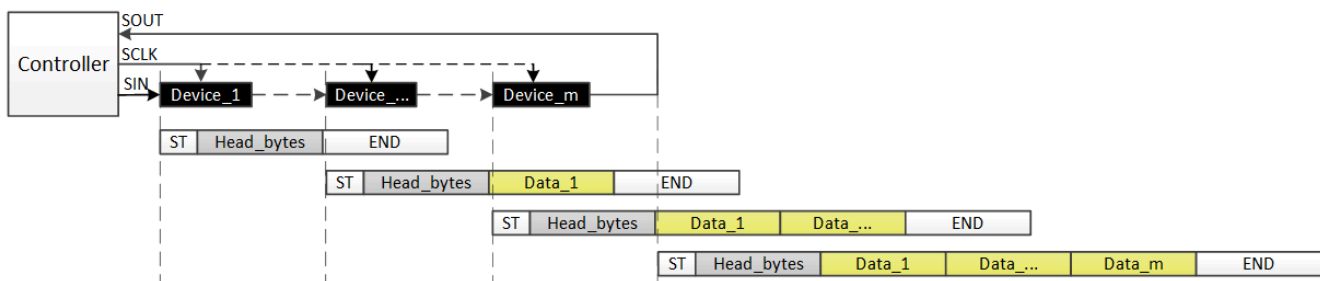 SOUT
SCLK
Controller
SIN
Device_1 Device_... Device_m
ST Head_bytes END
ST Head_bytes Data_1 END
ST Head_bytes Data_1 Data_... END
ST Head_bytes Data_1 Data_... Data_m END